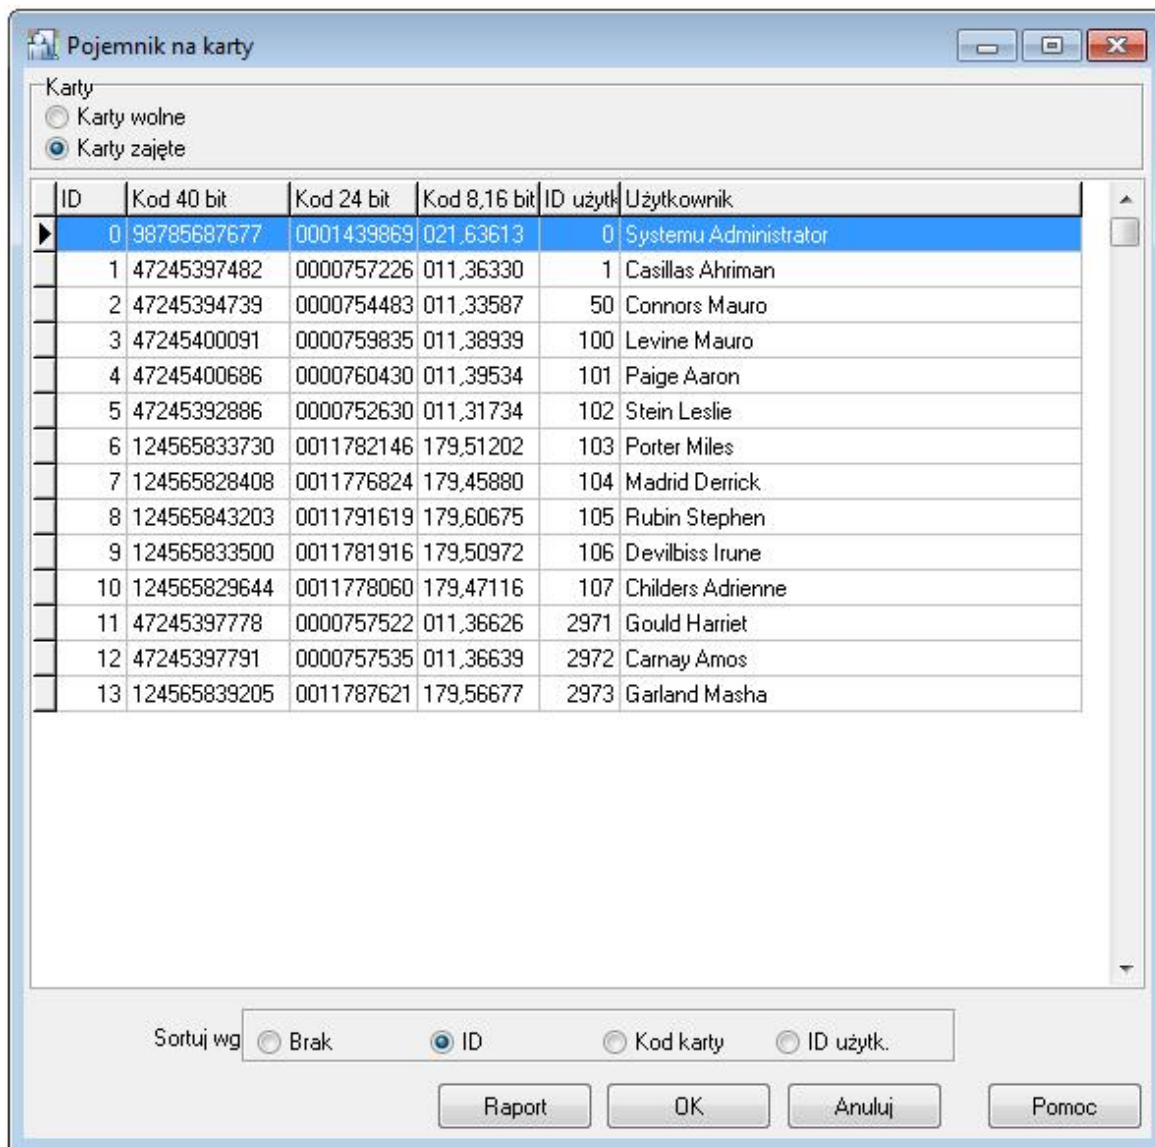 Pojemnik na karty
Karty
Karty wolne
Karty zajęte
ID Kod 40 bit Kod 24 bit Kod 8,16 bit ID użytk Użytkownik
0 98785687677 0001439869 021,63613 0 Systemu Administrator
1 47245397482 0000757226 011,36330 1 Casillas Ahriman
2 47245394739 0000754483 011,33587 50 Connors Mauro
3 47245400091 0000759835 011,38939 100 Levine Mauro
4 47245400686 0000760430 011,39534 101 Paige Aaron
5 47245392886 0000752630 011,31734 102 Stein Leslie
6 124565833730 0011782146 179,51202 103 Porter Miles
7 124565828408 0011776824 179,45880 104 Madrid Derrick
8 124565843203 0011791619 179,60675 105 Rubin Stephen
9 124565833500 0011781916 179,50972 106 Devilbiss Irune
10 124565829644 0011778060 179,47116 107 Childers Adrienne
11 47245397778 0000757522 011,36626 2971 Gould Harriet
12 47245397791 0000757535 011,36639 2972 Carnay Amos
13 124565839205 0011787621 179,56677 2973 Garland Masha
Sortuj wg Brak ID Kod karty ID użytk.
Raport OK Anuluj Pomoc